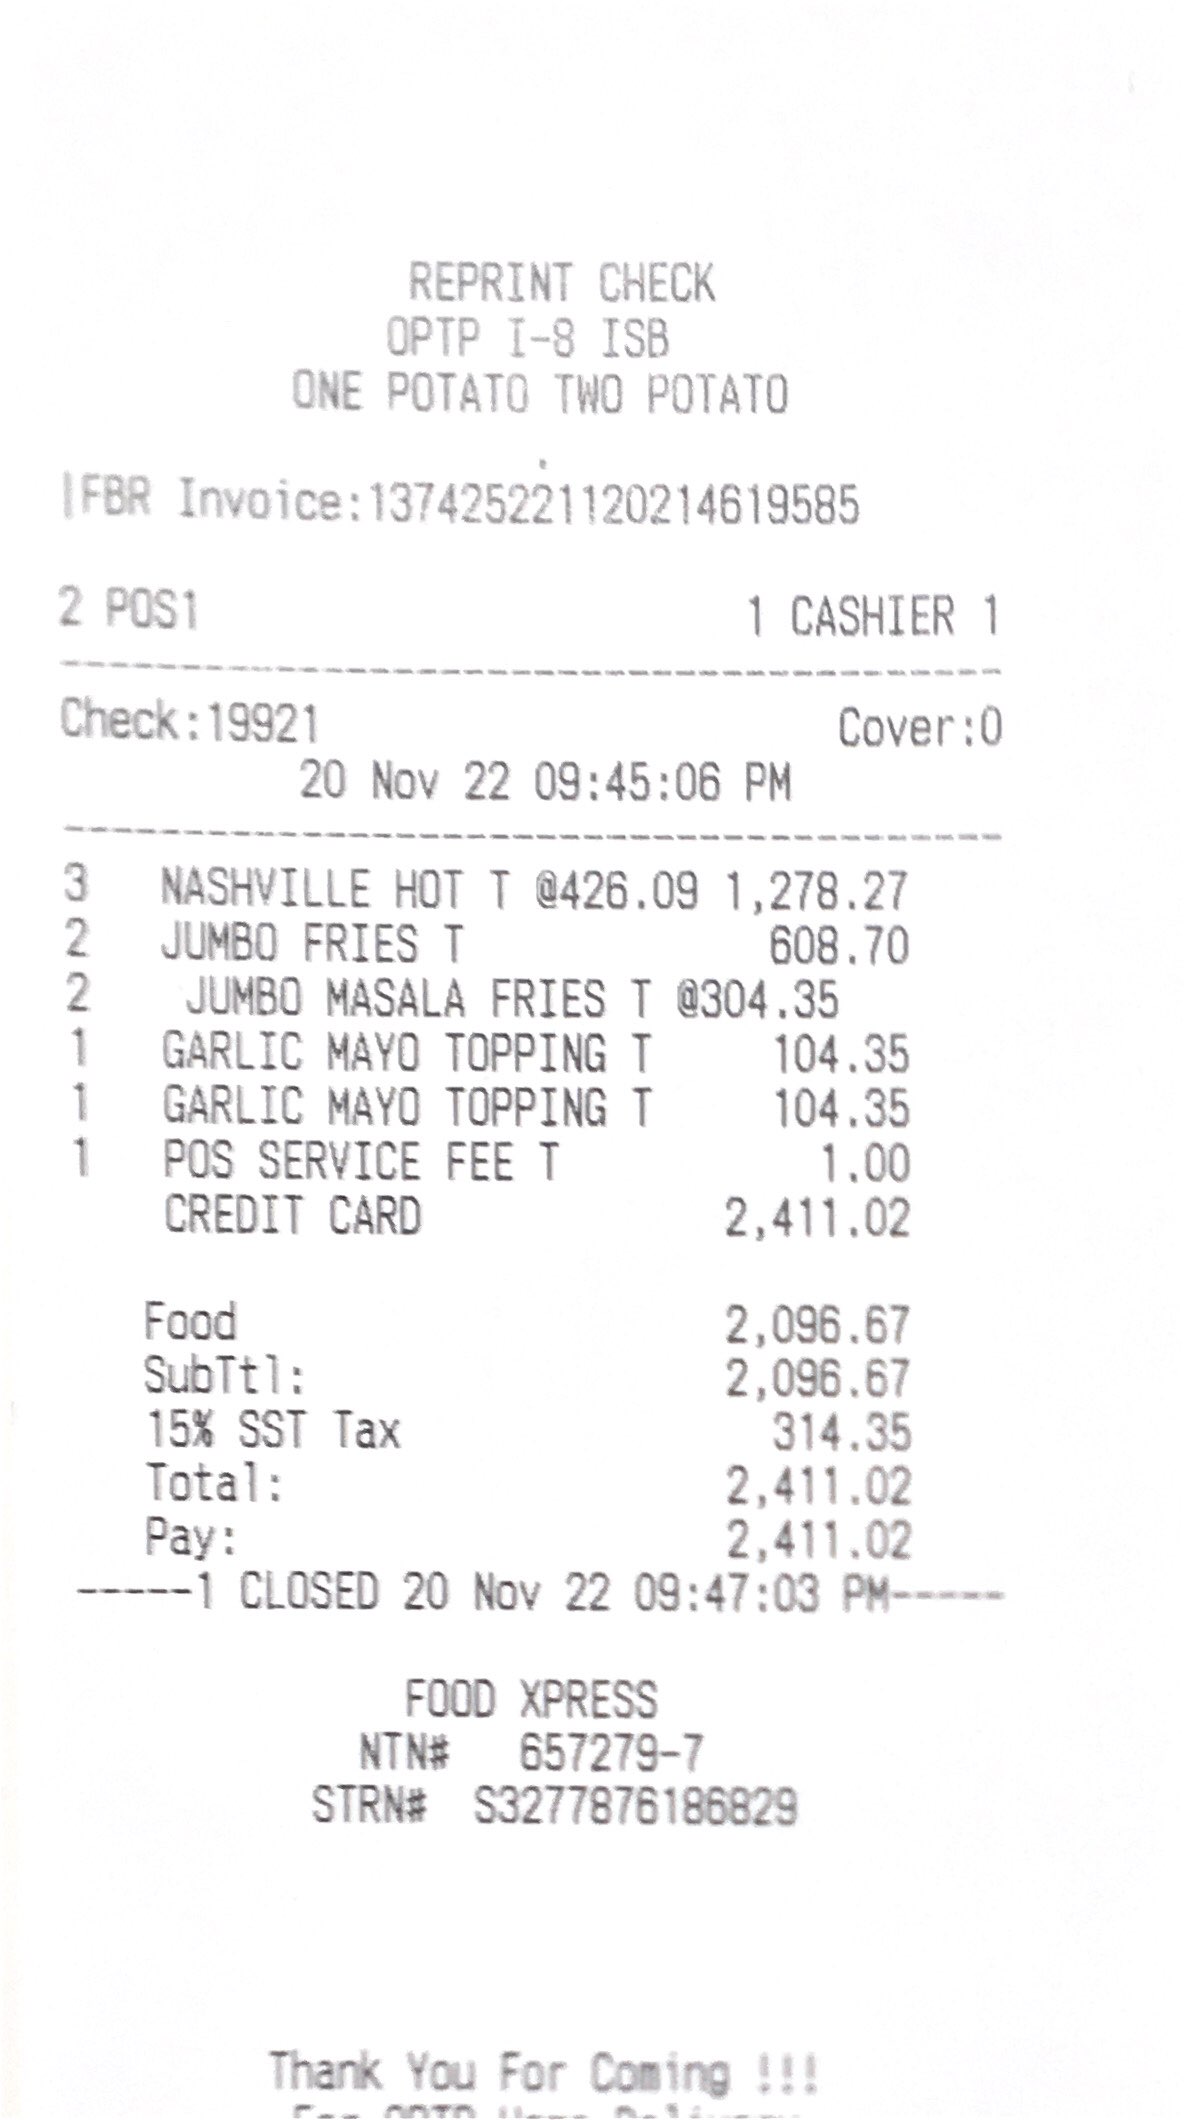 REPRINT CHECK
OPTP I-8 ISB
ONE POTATO TWO POTATO
|FBR Invoice:137425221120214619585
2 POS1 1 CASHIER 1
Check:19921 Cover:0
20 Nov 22 09:45:06 PM
3 NASHVILLE HOT T @426.09 1,278.27
2 JUMBO FRIES T 608.70
2 JUMBO MASALA FRIES T @304.35
1 GARLIC MAYO TOPPING T 104.35
1 GARLIC MAYO TOPPING T 104.35
1 POS SERVICE FEE T 1.00
CREDIT CARD 2,411.02
Food 2,096.67
SubTtl: 2,096.67
15% SST Tax 314.35
Total: 2,411.02
Pay: 2,411.02
-----1 CLOSED 20 Nov 22 09:47:03 PM-----
FOOD XPRESS
NTN# 657279-7
STRN# S3277876186829
Thank You For Coming !!!
For OPTP Home Delivery